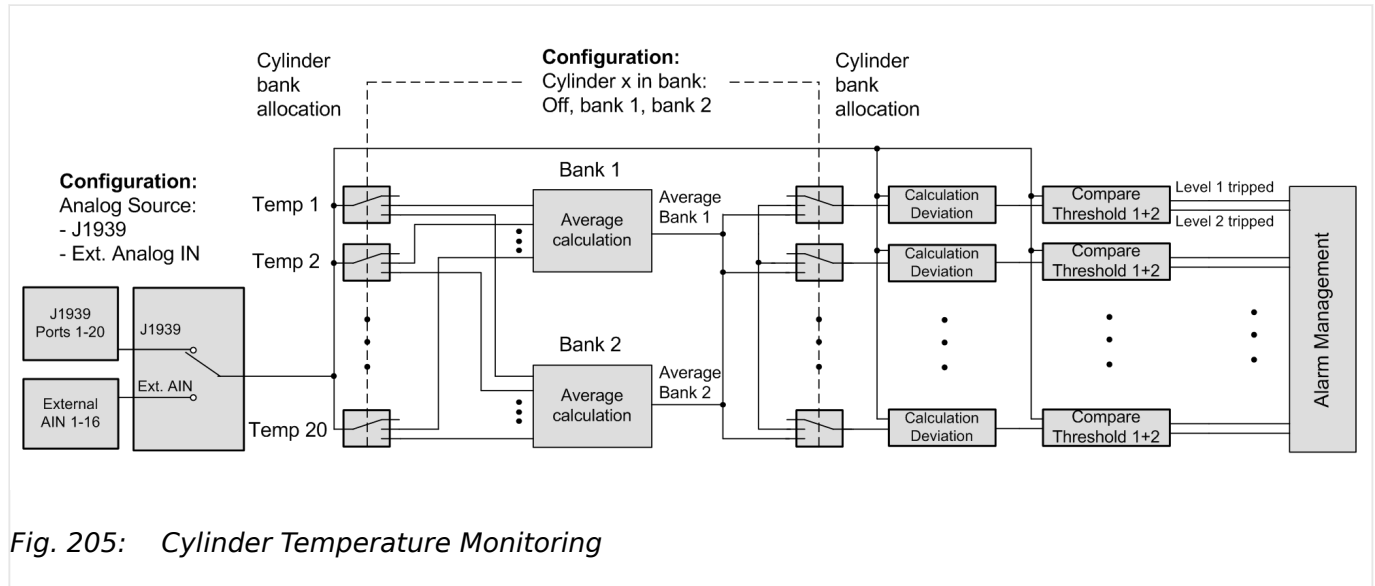 Cylinder
bank
allocation
Configuration:
Cylinder x in bank:
Off, bank 1, bank 2
Cylinder
bank
allocation
Configuration:
Analog Source:
- J1939
- Ext. Analog IN
J1939
Ports 1-20
External
AIN 1-16
J1939
Ext. AIN
Temp 1
Temp 2
Temp 20
Bank 1
Average
calculation
Average
Bank 1
Bank 2
Average
calculation
Average
Bank 2
Calculation
Deviation
Compare
Threshold 1+2
Level 1 tripped
Level 2 tripped
Calculation
Deviation
Compare
Threshold 1+2
Calculation
Deviation
Compare
Threshold 1+2
Alarm Management
Fig. 205: Cylinder Temperature Monitoring